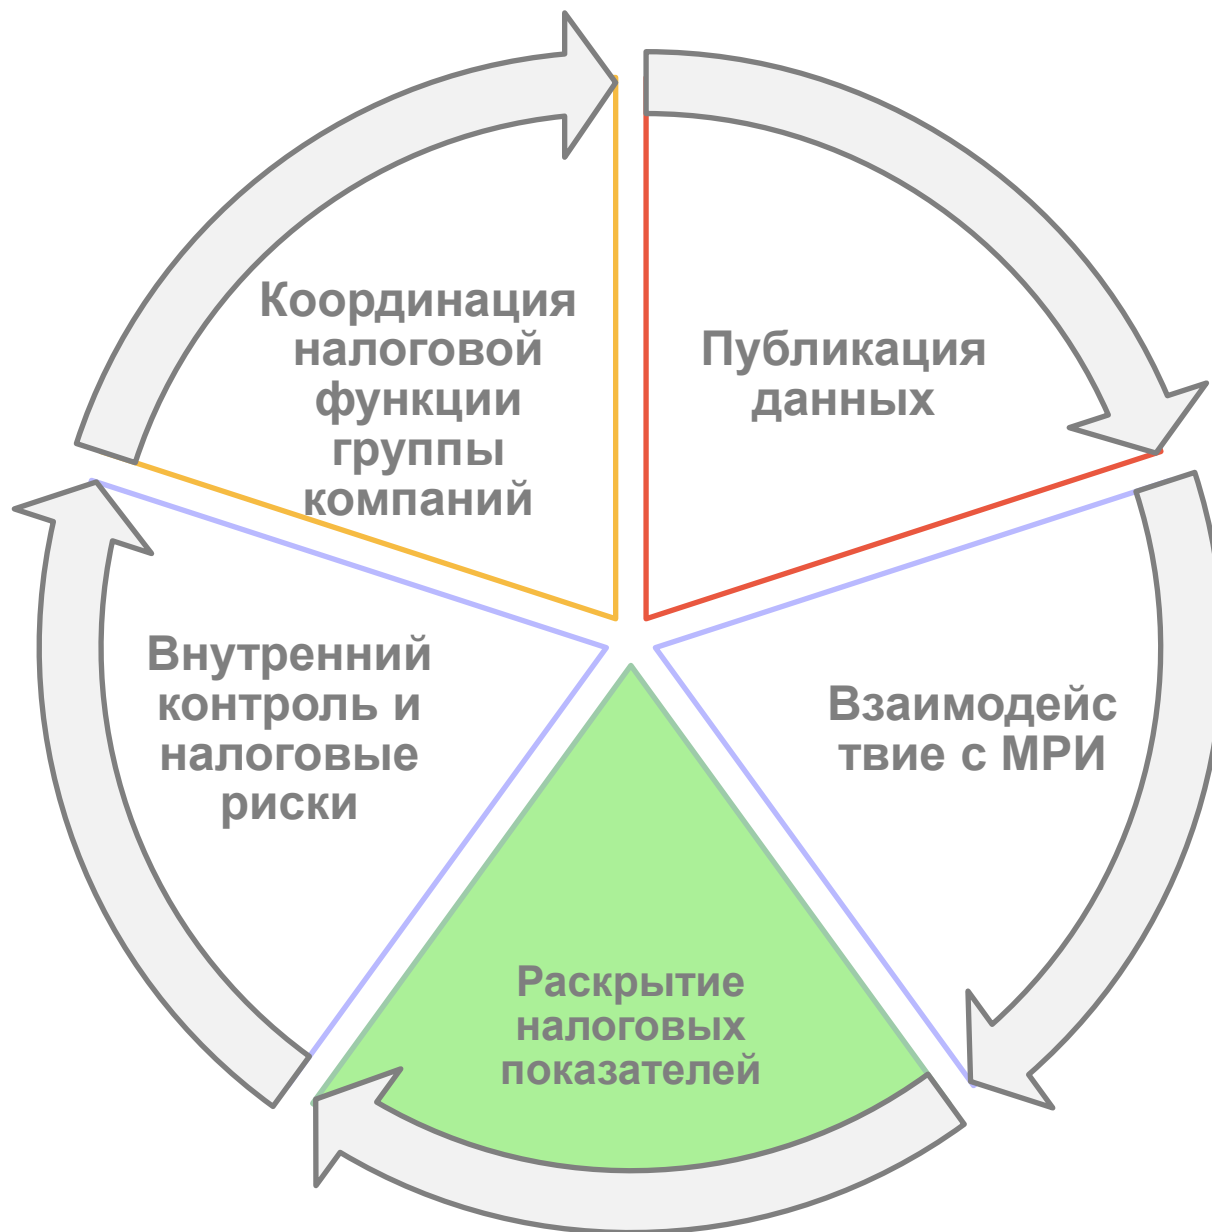 Координация
налоговой
функции
группы
компаний
Публикация
данных
Взаимодейс
твие с МРИ
Раскрытие
налоговых
показателей
Внутренний
контроль и
налоговые
риски